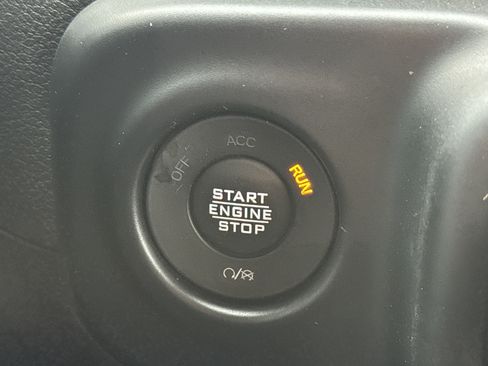 ACC
OFF
RUN
START
ENGINE
STOP